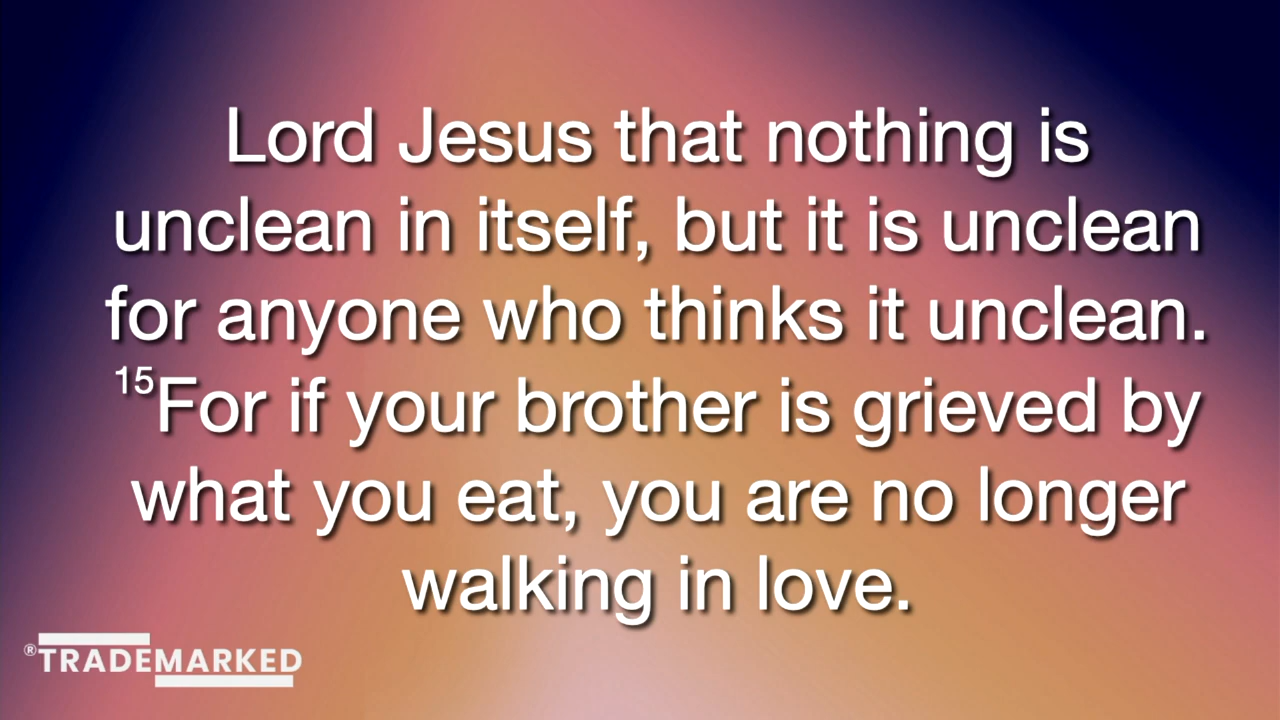 Lord Jesus that nothing is
unclean in itself, but it is unclean
for anyone who thinks it unclean.
¹⁵For if your brother is grieved by
what you eat, you are no longer
walking in love.
®TRADEMARKED